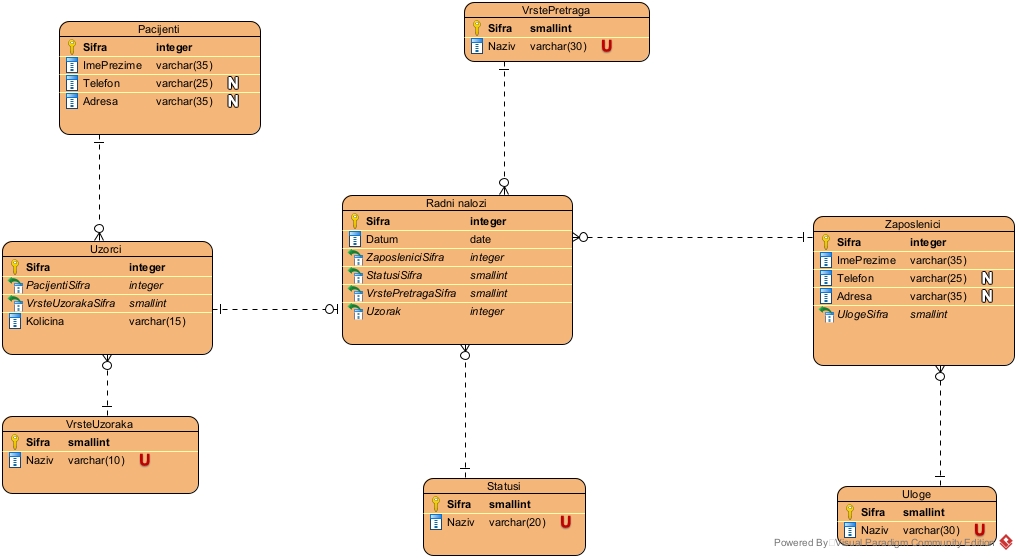 VrstePretraga
Sifra smallint
Naziv varchar(30) U
Pacijenti
Sifra integer
ImePrezime varchar(35)
Telefon varchar(25) N
Adresa varchar(35) N
Radni nalozi
Sifra integer
Datum date
ZaposleniciSifra integer
StatusiSifra smallint
VrstePretragaSifra smallint
Uzorak integer
Zaposlenici
Sifra integer
ImePrezime varchar(35)
Telefon varchar(25) N
Adresa varchar(35) N
UlogeSifra smallint
Uzorci
Sifra integer
PacijentiSifra integer
VrsteUzorakaSifra smallint
Kolicina varchar(15)
VrsteUzoraka
Sifra smallint
Naziv varchar(10) U
Statusi
Sifra smallint
Naziv varchar(20) U
Uloge
Sifra smallint
Naziv varchar(30) U
Powered By Visual Paradigm Community Edition